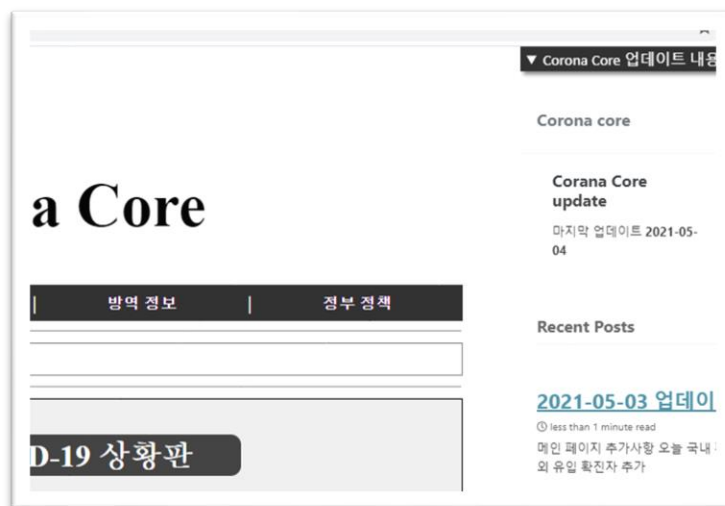 ▼ Corona Core 업데이트 내용
Corona core
a Core
Corana Core
update
마지막 업데이트 2021-05-
04
| 방역 정보 | 정부 정책
Recent Posts
2021-05-03 업데이
less than 1 minute read
메인 페이지 추가사항 오늘 국내
외 유입 확진자 추가
D-19 상황판